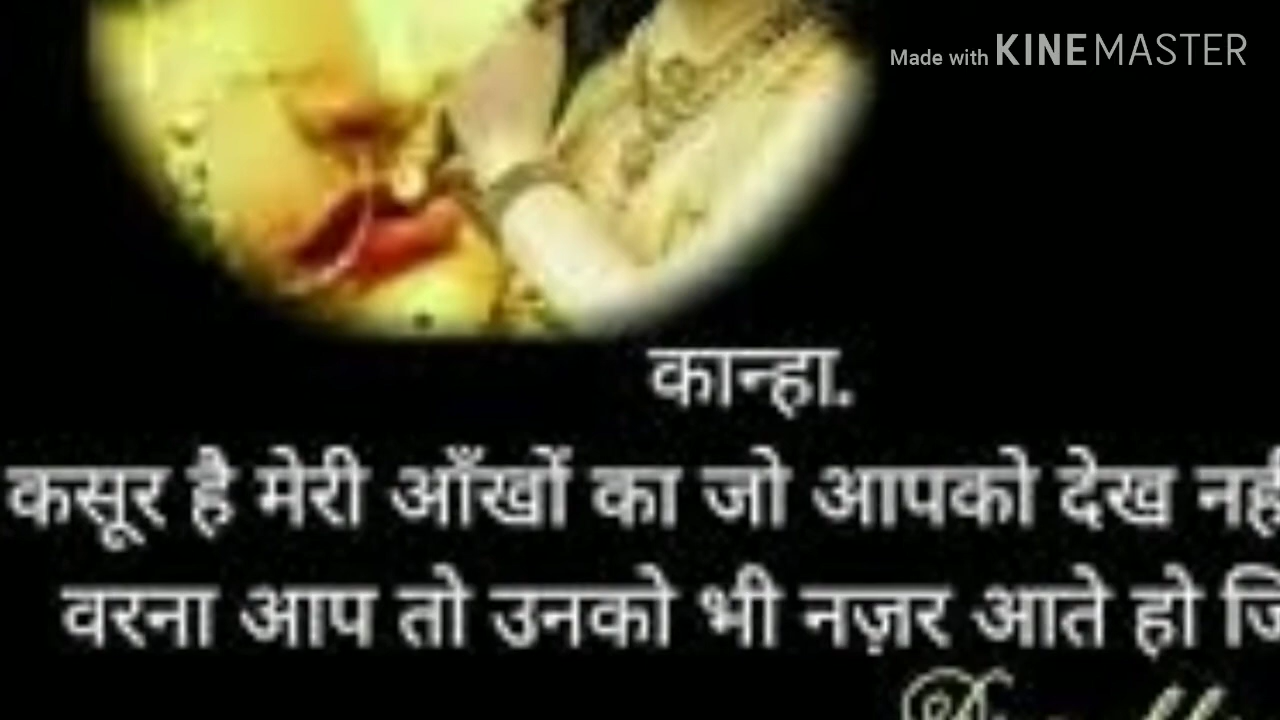 Made with KINEMASTER
कान्हा.
कसूर है मेरी आँखों का जो आपको देख
वरना आप तो उनको भी नज़र आते हो